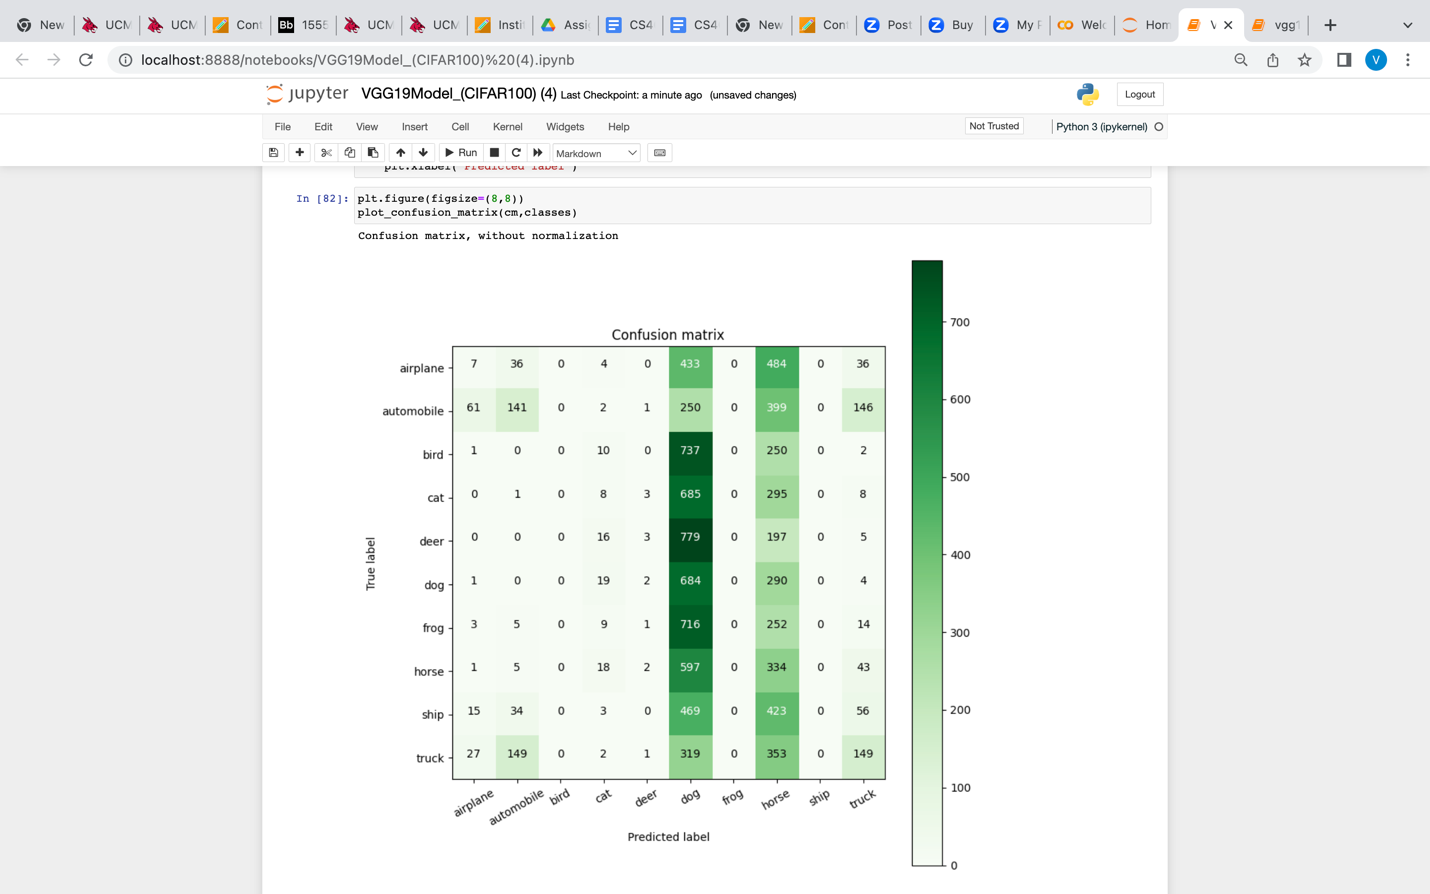 New UCM UCM Cont Bb 1555 UCM UCM Insti Assi CS4 CS4 New Cont Post Buy My Welc Hom vgg1
localhost:8888/notebooks/VGG19Model_(CIFAR100)%20(4).ipynb V
jupyter VGG19Model_(CIFAR100) (4) Last Checkpoint: a minute ago (unsaved changes) Logout
File Edit View Insert Cell Kernel Widgets Help Not Trusted Python 3 (ipykernel)
Run Markdown
plt.xlabel('Predicted label')
In [82]: plt.figure(figsize=(8,8))
plot_confusion_matrix(cm,classes)
Confusion matrix, without normalization
Confusion matrix
airplane 7 36 0 4 0 433 0 484 0 36
automobile 61 141 0 2 1 250 0 399 0 146
bird 1 0 0 10 0 737 0 250 0 2
cat 0 1 0 8 3 685 0 295 0 8
deer 0 0 0 16 3 779 0 197 0 5
dog 1 0 0 19 2 684 0 290 0 4
frog 3 5 0 9 1 716 0 252 0 14
horse 1 5 0 18 2 597 0 334 0 43
ship 15 34 0 3 0 469 0 423 0 56
truck 27 149 0 2 1 319 0 353 0 149
True label
airplane automobile bird cat deer dog frog horse ship truck
Predicted label
700
600
500
400
300
200
100
0